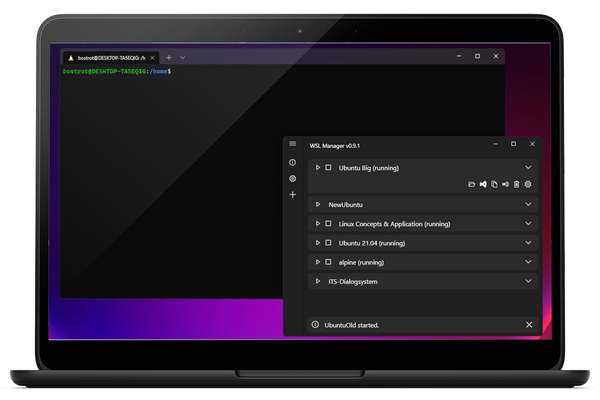 bostrot@DESKTOP-TASEQIG: /h
bostrot@DESKTOP-TASEQIG:/home$
WSL Manager v0.9.1
Ubuntu Big (running)
NewUbuntu
Linux Concepts & Application (running)
Ubuntu 21.04 (running)
alpine (running)
ITS-Dialogsystem
UbuntuOld started.